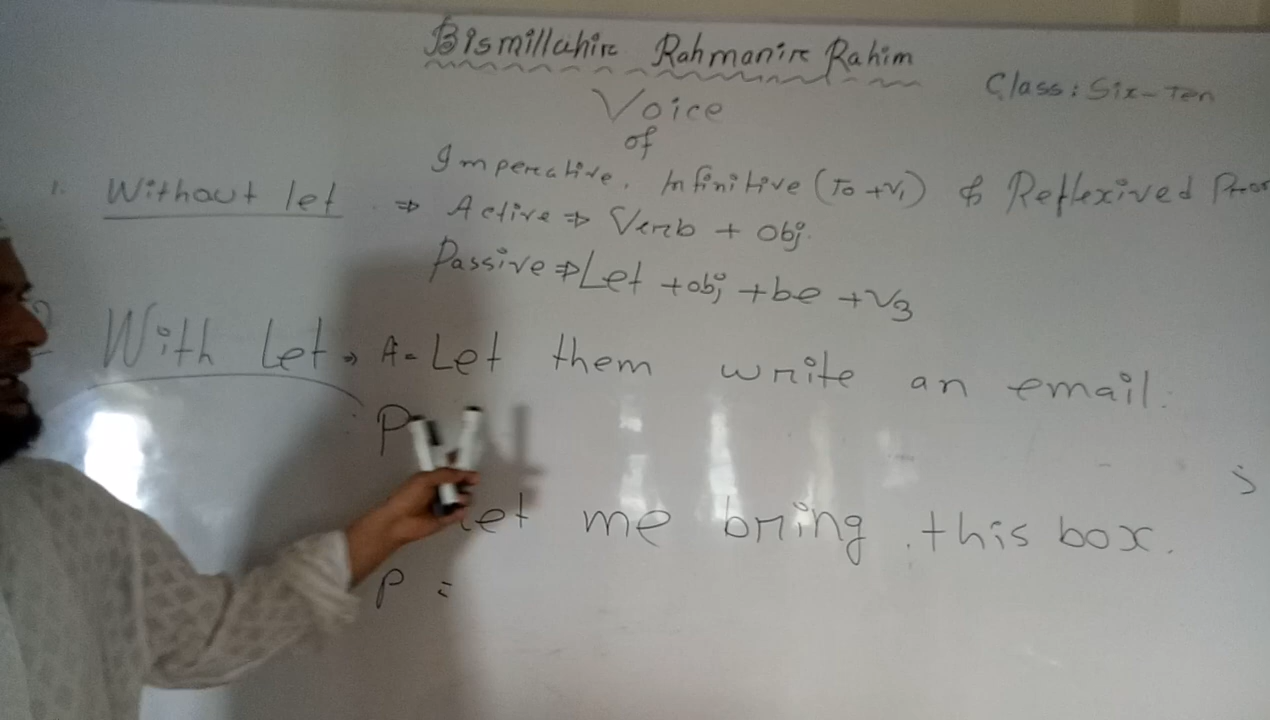 Bismillahir Rahmanir Rahim
Class: Six-Ten
Voice
of
Imperative, Infinitive (To +V1) & Reflexived
1. Without let ⇒ Active ⇒ Verb + Obj.
Passive ⇒ Let + obj + be + V3
With Let → A = Let them write an email.
P
let me bring this box.
P =